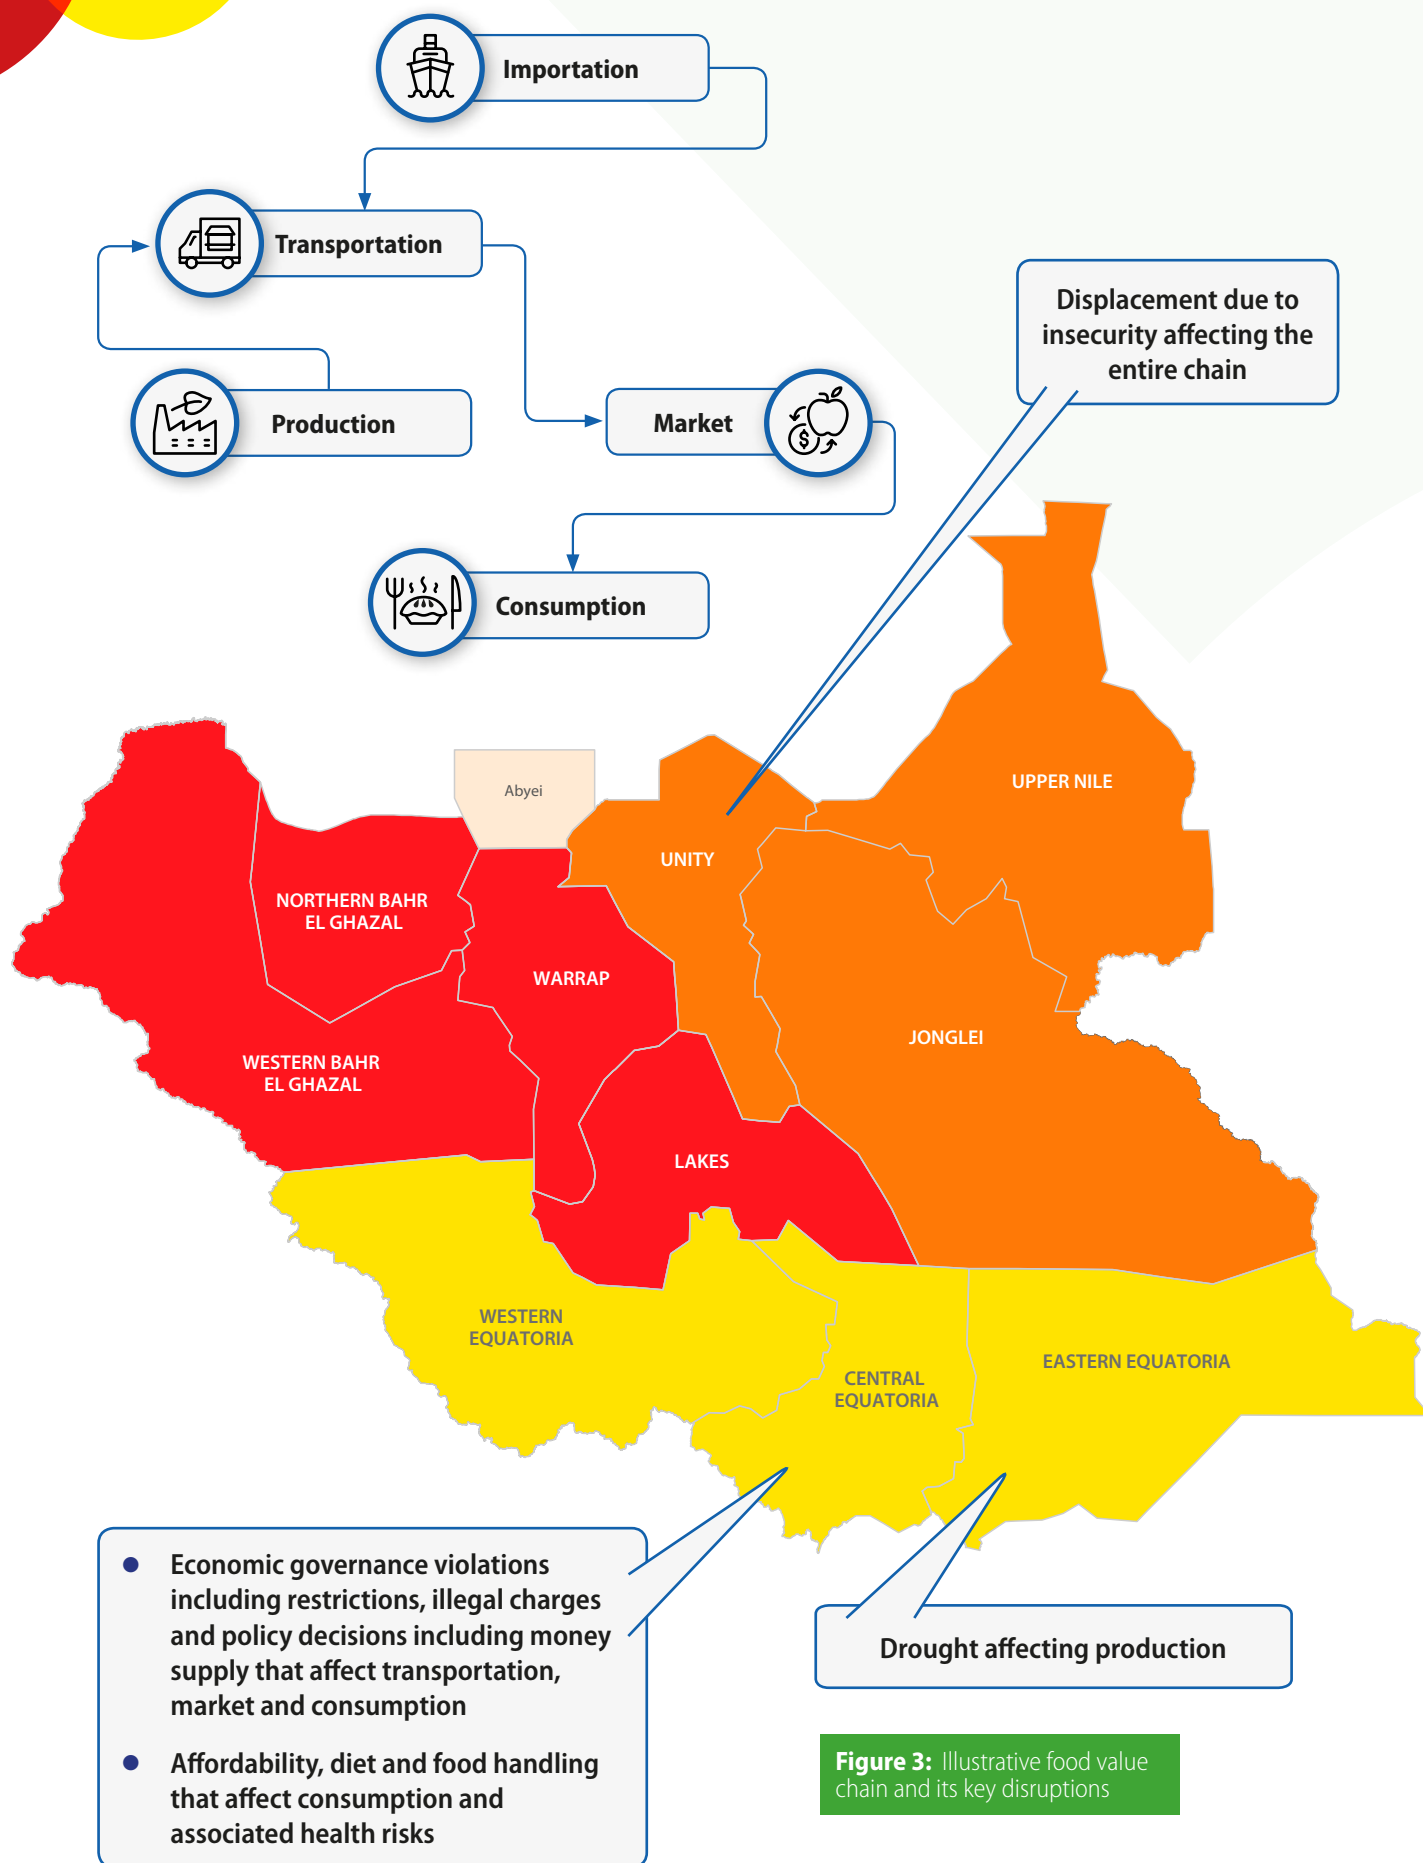 Importation
Transportation
Production
Market
Consumption
Displacement due to
insecurity affecting the
entire chain
UPPER NILE
Abyei
UNITY
NORTHERN BAHR
EL GHAZAL
WARRAP
JONGLEI
WESTERN BAHR
EL GHAZAL
LAKES
WESTERN
EQUATORIA
CENTRAL
EQUATORIA
EASTERN EQUATORIA
• Economic governance violations
including restrictions, illegal charges
and policy decisions including money
supply that affect transportation,
market and consumption
• Affordability, diet and food handling
that affect consumption and
associated health risks
Drought affecting production
Figure 3: Illustrative food value
chain and its key disruptions